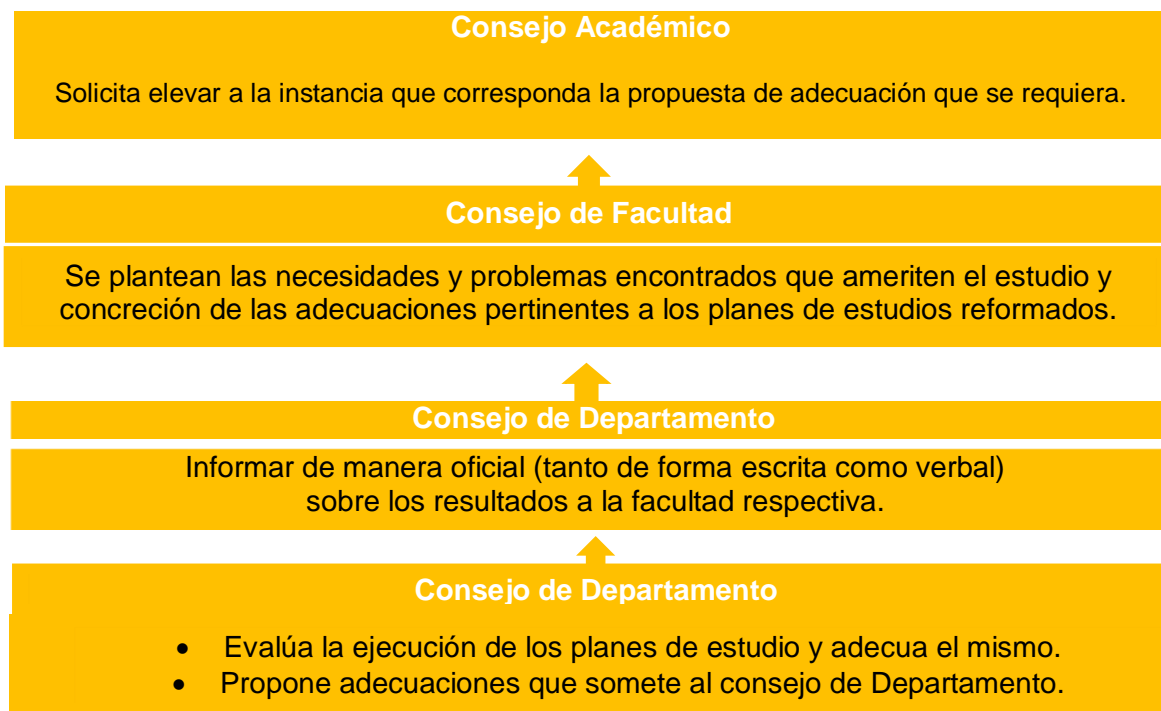 Consejo Académico
Solicita elevar a la instancia que corresponda la propuesta de adecuación que se requiera.
Consejo de Facultad
Se plantean las necesidades y problemas encontrados que ameriten el estudio y
concreción de las adecuaciones pertinentes a los planes de estudios reformados.
Consejo de Departamento
Informar de manera oficial (tanto de forma escrita como verbal)
sobre los resultados a la facultad respectiva.
Consejo de Departamento
• Evalúa la ejecución de los planes de estudio y adecua el mismo.
• Propone adecuaciones que somete al consejo de Departamento.